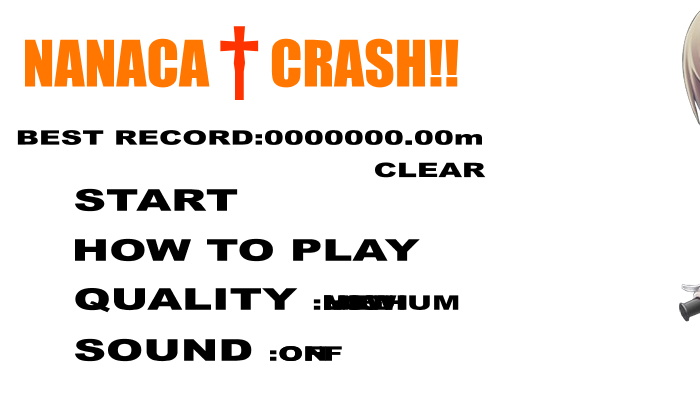 NANACA†CRASH!!
BEST RECORD:0000000.00m
CLEAR
START
HOW TO PLAY
QUALITY :
SOUND :